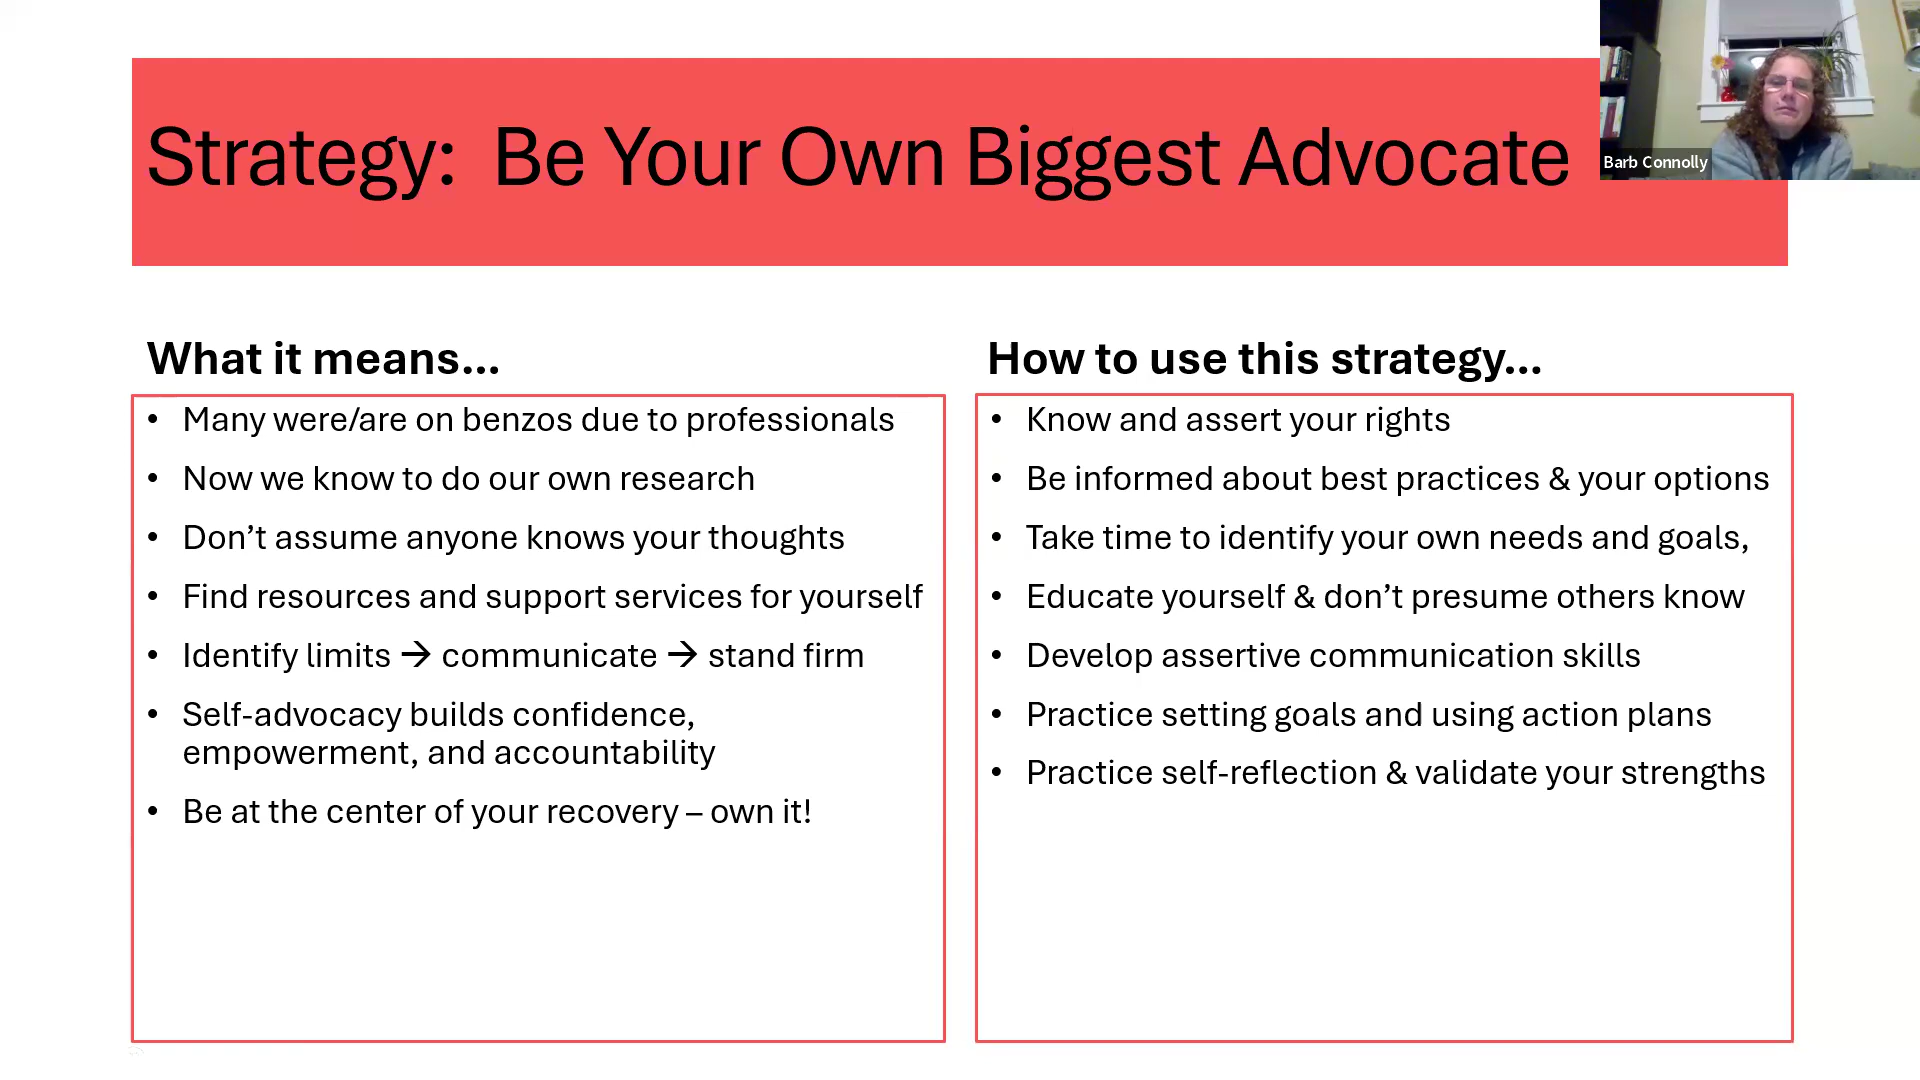 Strategy:  Be Your Own Biggest Advocate
Barb Connolly
What it means...
• Many were/are on benzos due to professionals
• Now we know to do our own research
• Don’t assume anyone knows your thoughts
• Find resources and support services for yourself
• Identify limits → communicate → stand firm
• Self-advocacy builds confidence,
empowerment, and accountability
• Be at the center of your recovery – own it!
How to use this strategy...
• Know and assert your rights
• Be informed about best practices & your options
• Take time to identify your own needs and goals,
• Educate yourself & don’t presume others know
• Develop assertive communication skills
• Practice setting goals and using action plans
• Practice self-reflection & validate your strengths